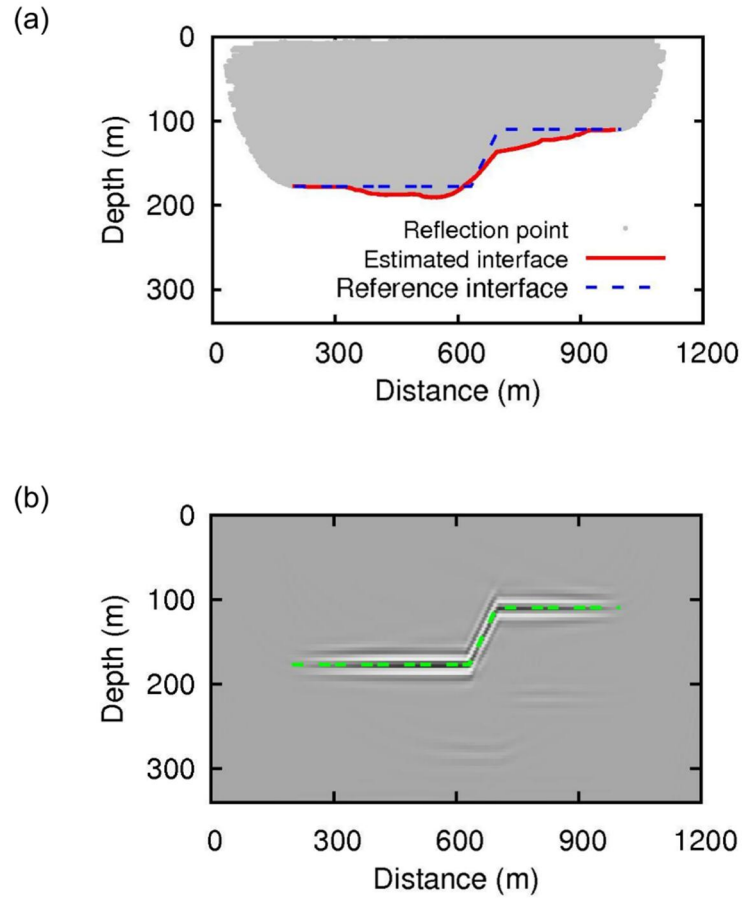 (a)
0
100
200
300
Depth (m)
Reflection point
Estimated interface
Reference interface
0 300 600 900 1200
Distance (m)
(b)
0
100
200
300
Depth (m)
0 300 600 900 1200
Distance (m)